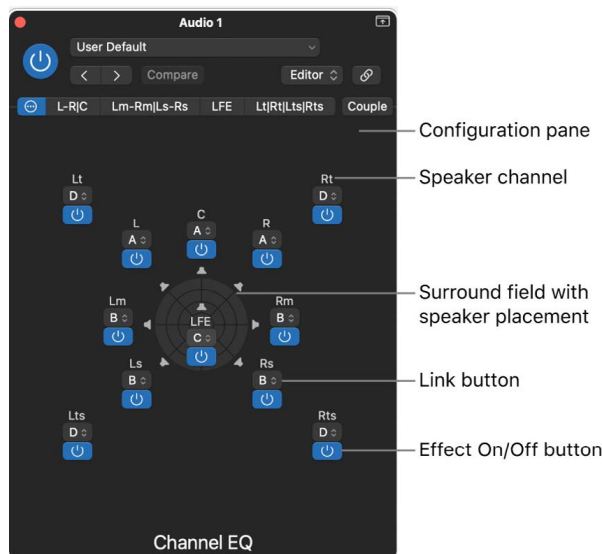 Audio 1
User Default
Compare
Editor
L-R|C
Lm-Rm|Ls-Rs
LFE
Lt|Rt|Lts|Rts
Couple
Configuration pane
Lt
D
Rt
D
Speaker channel
L
A
C
A
R
A
Lm
B
LFE
C
Rm
B
Surround field with
speaker placement
Ls
B
Rs
B
Link button
Lts
D
Rts
D
Effect On/Off button
Channel EQ